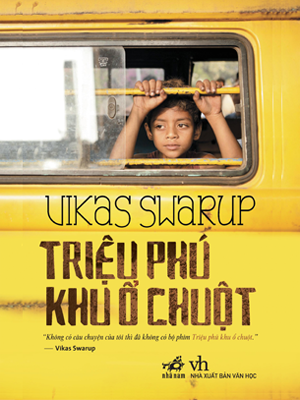 VIKAS SWARUP
TRIỆU PHÚ
KHU Ổ CHUỘT
"Không có câu chuyện của tôi thì đã không có bộ phim Triệu phú khu ổ chuột."
— Vikas Swarup
nhã nam
vh
NHÀ XUẤT BẢN VĂN HỌC